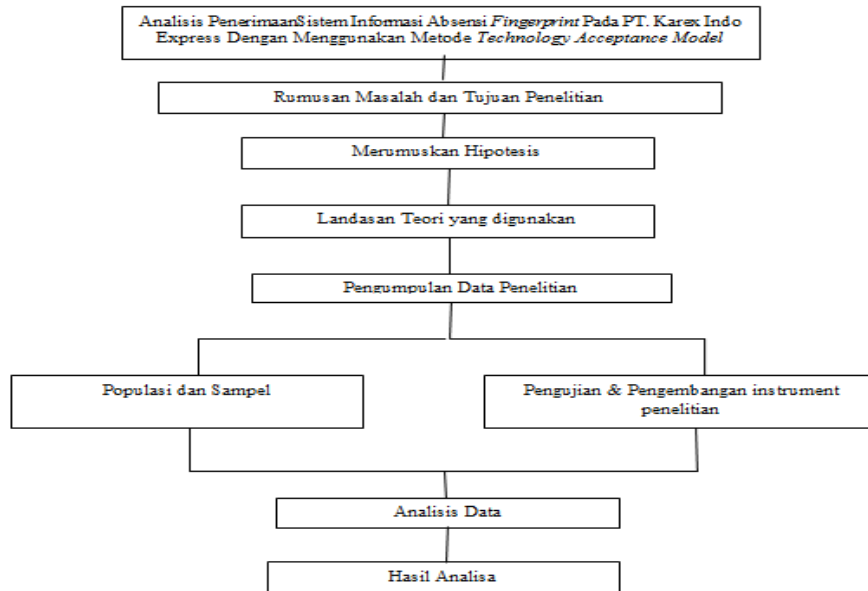 Analisis PenerimaanSistem Informasi Absensi Fingerprint Pada PT. Karex Indo
Express Dengan Menggunakan Metode Technology Acceptance Model
Rumusan Masalah dan Tujuan Penelitian
Merumuskan Hipotesis
Landasan Teori yang digunakan
Pengumpulan Data Penelitian
Populasi dan Sampel
Pengujian & Pengembangan instrument
penelitian
Analisis Data
Hasil Analisa